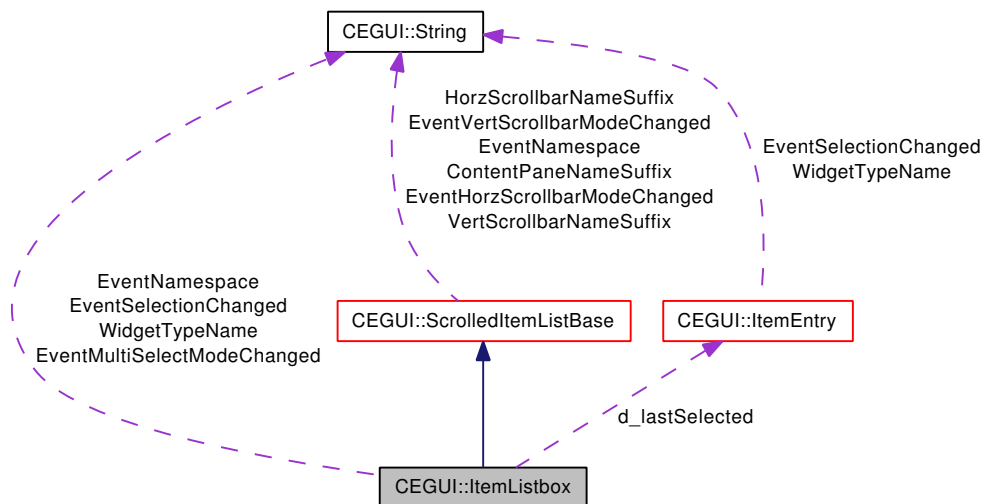 CEGUI::String
HorzScrollbarNameSuffix
EventVertScrollbarModeChanged
EventNamespace
ContentPaneNameSuffix
EventHorzScrollbarModeChanged
VertScrollbarNameSuffix
EventSelectionChanged
WidgetTypeName
EventNamespace
EventSelectionChanged
WidgetTypeName
EventMultiSelectModeChanged
CEGUI::ScrolledItemListBase
CEGUI::ItemEntry
d_lastSelected
CEGUI::ItemListbox